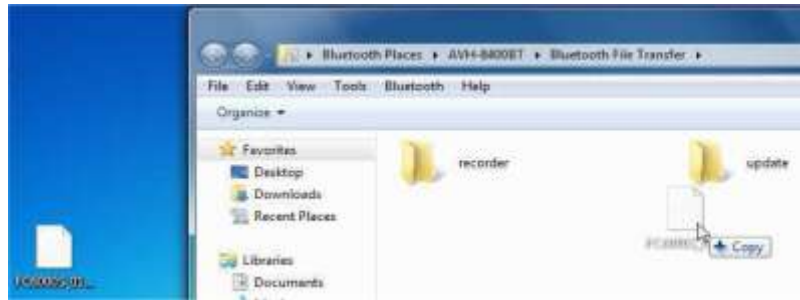 Bluetooth Places ▸ AVH-8400BT ▸ Bluetooth File Transfer ▸
File Edit View Tools Bluetooth Help
Organize
Favorites
Desktop
Downloads
Recent Places
Libraries
Documents
recorder
update
Copy